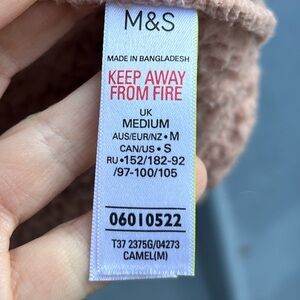 M&S
MADE IN BANGLADESH
KEEP AWAY
FROM FIRE
UK
MEDIUM
AUS/EUR/NZ • M
CAN/US • S
RU • 152/182-92
/97-100/105
06010522
T37 2375G/04273
CAMEL(M)